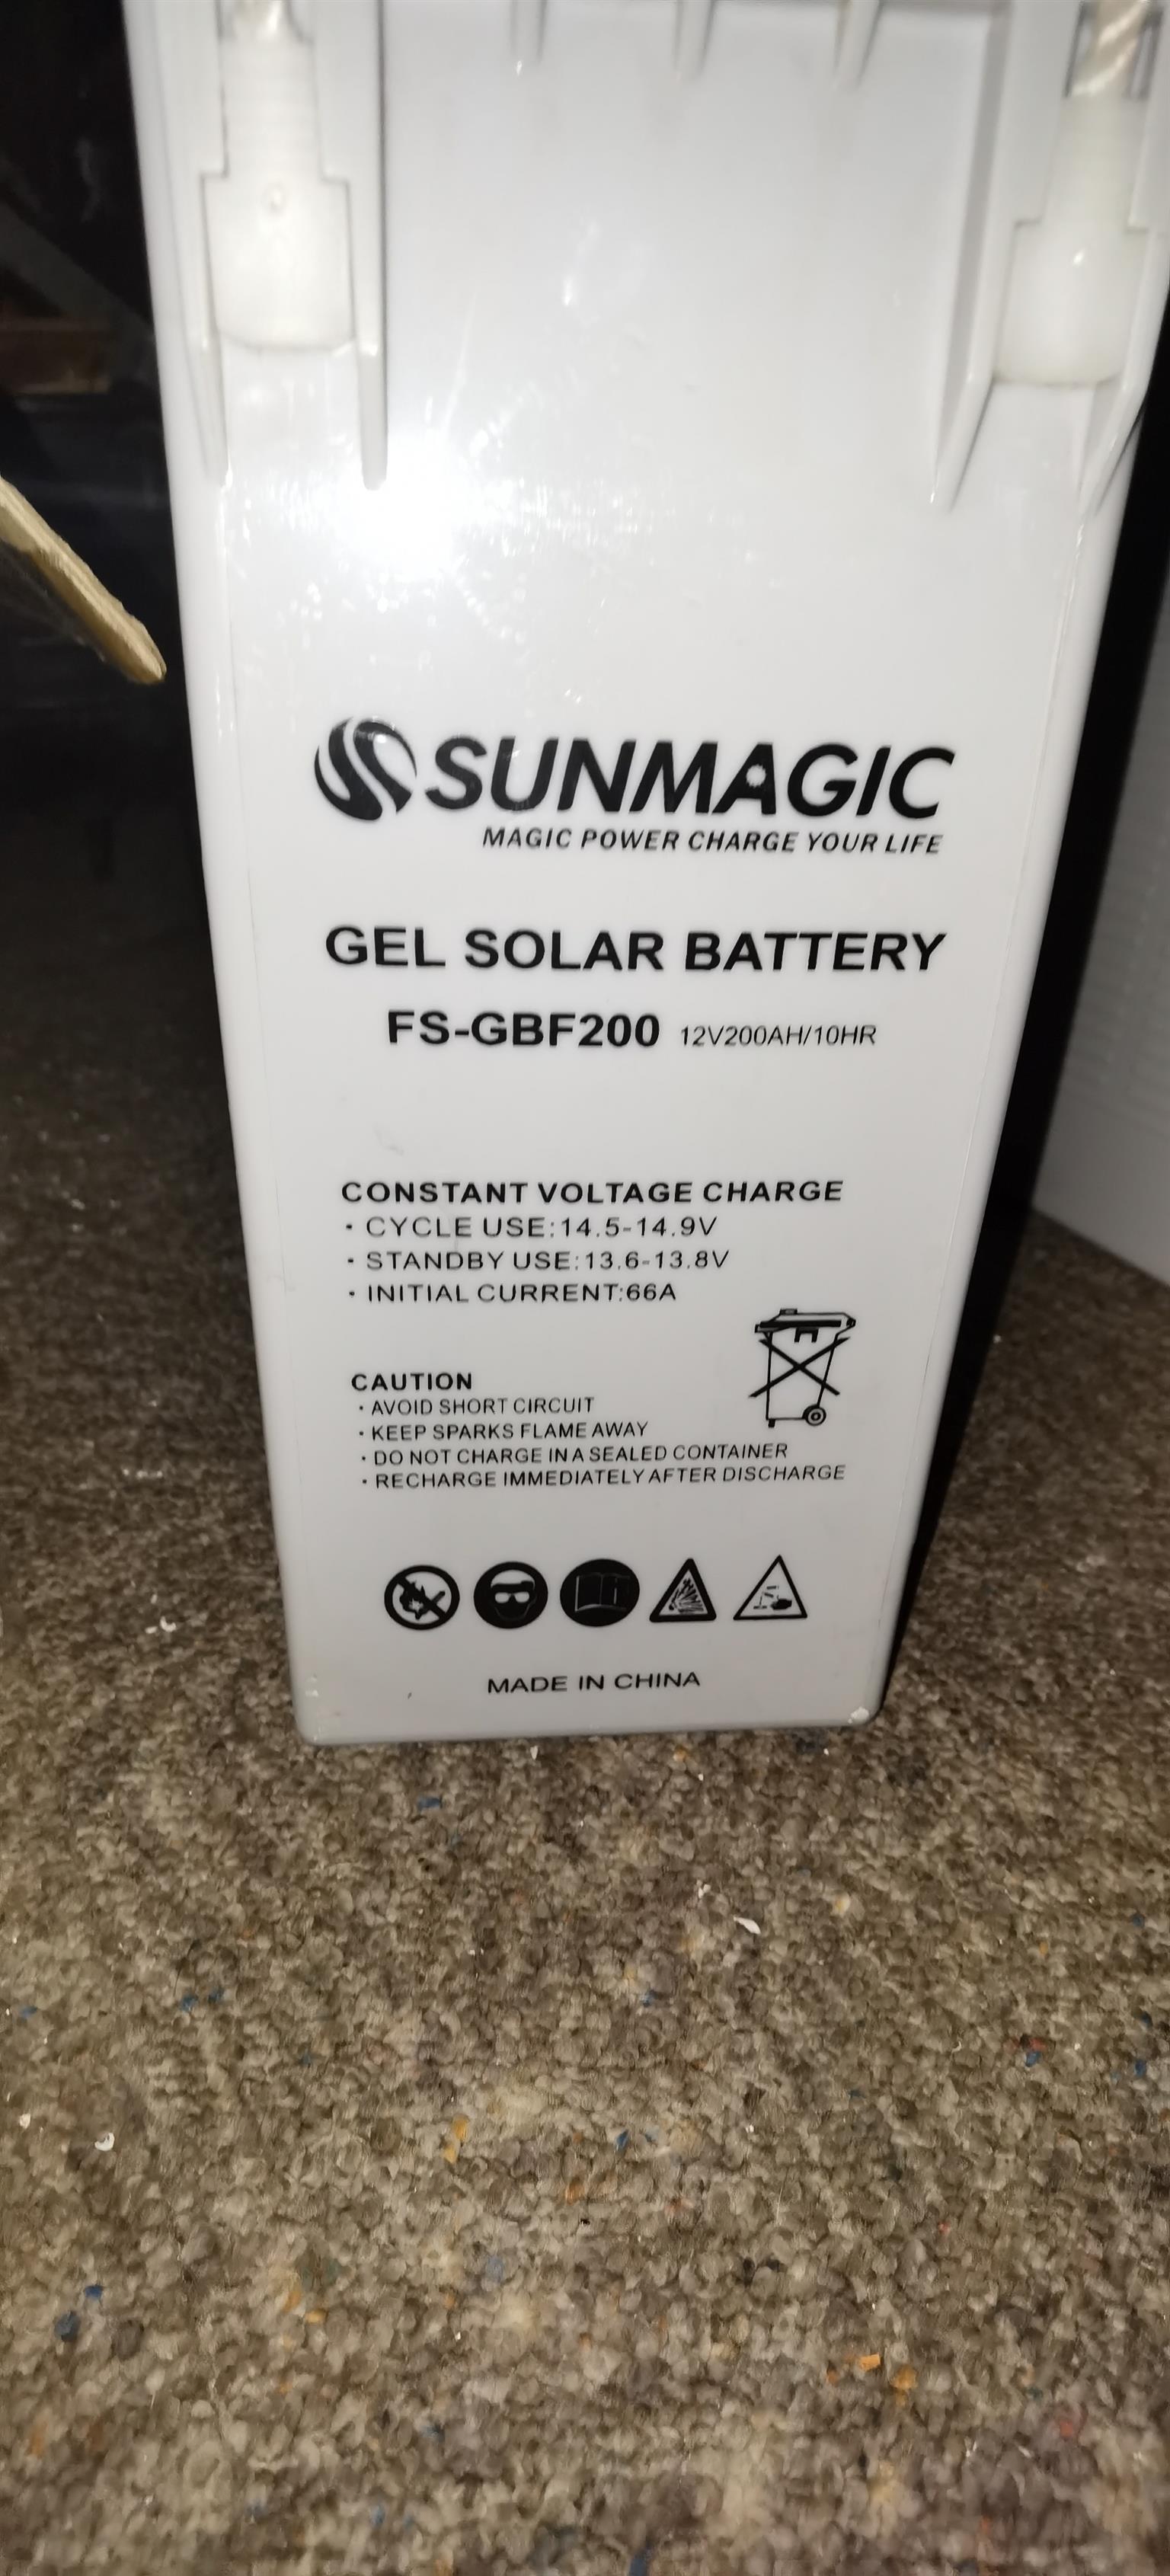 SUNMAGIC
MAGIC POWER CHARGE YOUR LIFE
GEL SOLAR BATTERY
FS-GBF200 12V200AH/10HR
CONSTANT VOLTAGE CHARGE
· CYCLE USE:14.5-14.9V
· STANDBY USE:13.6-13.8V
· INITIAL CURRENT:66A
CAUTION
· AVOID SHORT CIRCUIT
· KEEP SPARKS FLAME AWAY
· DO NOT CHARGE IN A SEALED CONTAINER
· RECHARGE IMMEDIATELY AFTER DISCHARGE
MADE IN CHINA